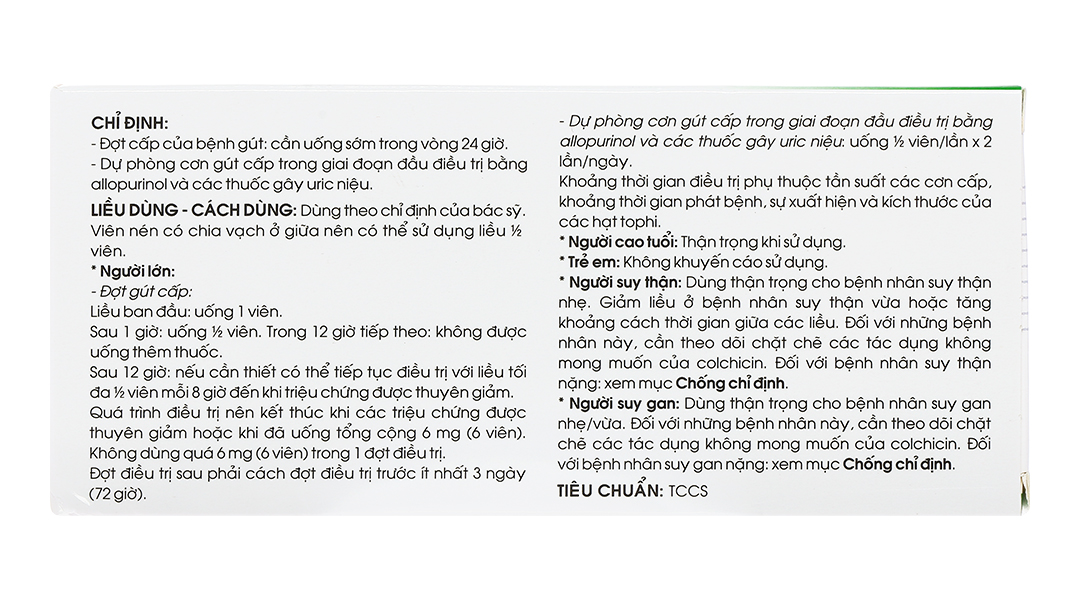 CHỈ ĐỊNH:
- Đợt cấp của bệnh gút: cần uống sớm trong vòng 24 giờ.
- Dự phòng cơn gút cấp trong giai đoạn đầu điều trị bằng
allopurinol và các thuốc gây uric niệu.
LIỀU DÙNG - CÁCH DÙNG: Dùng theo chỉ định của bác sỹ.
Viên nén có chia vạch ở giữa nên có thể sử dụng liều ½
viên.
* Người lớn:
- Đợt gút cấp:
Liều ban đầu: uống 1 viên.
Sau 1 giờ: uống ½ viên. Trong 12 giờ tiếp theo: không được
uống thêm thuốc.
Sau 12 giờ: nếu cần thiết có thể tiếp tục điều trị với liều tối
đa ½ viên mỗi 8 giờ đến khi triệu chứng được thuyên giảm.
Quá trình điều trị nên kết thúc khi các triệu chứng được
thuyên giảm hoặc khi đã uống tổng cộng 6 mg (6 viên).
Không dùng quá 6 mg (6 viên) trong 1 đợt điều trị.
Đợt điều trị sau phải cách đợt điều trị trước ít nhất 3 ngày
(72 giờ).
- Dự phòng cơn gút cấp trong giai đoạn đầu điều trị bằng
allopurinol và các thuốc gây uric niệu: uống ½ viên/lần x 2
lần/ngày.
Khoảng thời gian điều trị phụ thuộc tần suất các cơn cấp,
khoảng thời gian phát bệnh, sự xuất hiện và kích thước của
các hạt tophi.
* Người cao tuổi: Thận trọng khi sử dụng.
* Trẻ em: Không khuyến cáo sử dụng.
* Người suy thận: Dùng thận trọng cho bệnh nhân suy thận
nhẹ. Giảm liều ở bệnh nhân suy thận vừa hoặc tăng
khoảng cách thời gian giữa các liều. Đối với những bệnh
nhân này, cần theo dõi chặt chẽ các tác dụng không
mong muốn của colchicin. Đối với bệnh nhân suy thận
nặng: xem mục Chống chỉ định.
* Người suy gan: Dùng thận trọng cho bệnh nhân suy gan
nhẹ/vừa. Đối với những bệnh nhân này, cần theo dõi chặt
chẽ các tác dụng không mong muốn của colchicin. Đối
với bệnh nhân suy gan nặng: xem mục Chống chỉ định.
TIÊU CHUẨN: TCCS